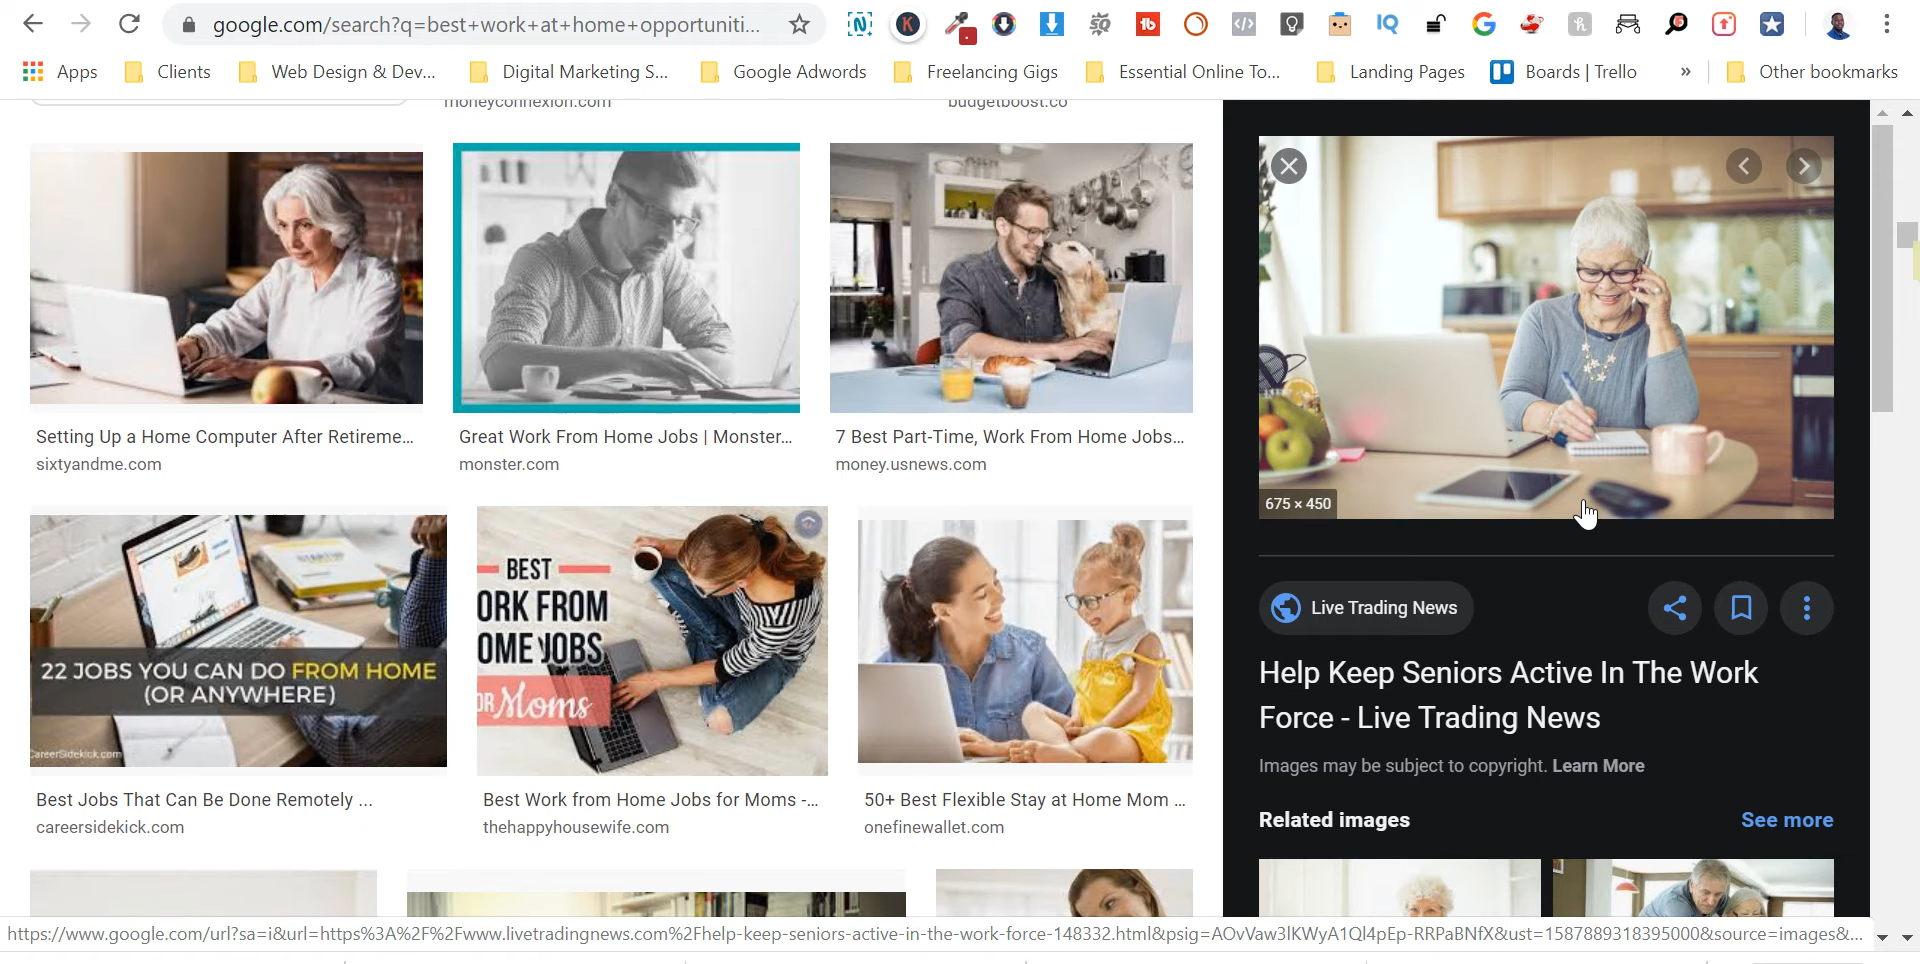 google.com/search?q=best+work+at+home+opportuniti...
Apps
Clients
Web Design & Dev...
Digital Marketing S...
Google Adwords
Freelancing Gigs
Essential Online To...
Landing Pages
Boards | Trello
»
Other bookmarks
moneyconnexion.com
budgetboost.co
Setting Up a Home Computer After Retireme...
sixtyandme.com
Great Work From Home Jobs | Monster...
monster.com
7 Best Part-Time, Work From Home Jobs...
money.usnews.com
675 × 450
Live Trading News
Help Keep Seniors Active In The Work
Force - Live Trading News
Images may be subject to copyright. Learn More
Related images
See more
22 JOBS YOU CAN DO FROM HOME
(OR ANYWHERE)
CareerSidekick.com
BEST
ORK FROM
OME JOBS
OR Moms
Best Jobs That Can Be Done Remotely ...
careersidekick.com
Best Work from Home Jobs for Moms -...
thehappyhousewife.com
50+ Best Flexible Stay at Home Mom ...
onefinewallet.com
https://www.google.com/url?sa=i&url=https%3A%2F%2Fwww.livetradingnews.com%2Fhelp-keep-seniors-active-in-the-work-force-148332.html&psig=AOvVaw3lKWyA1Ql4pEp-RRPaBNfX&ust=1587889318395000&source=images&...